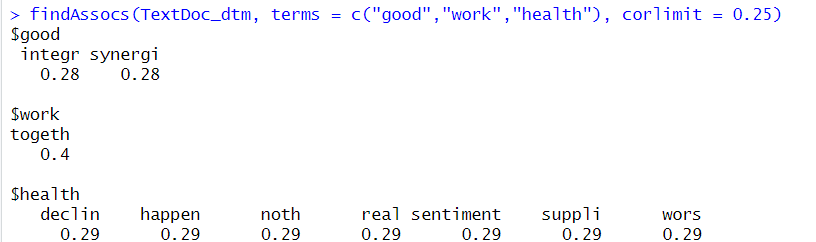 > findAssocs(TextDoc_dtm, terms = c("good","work","health"), corlimit = 0.25)
$good
integr synergi
0.28 0.28
$work
togeth
0.4
$health
declin happen noth real sentiment suppli wors
0.29 0.29 0.29 0.29 0.29 0.29 0.29